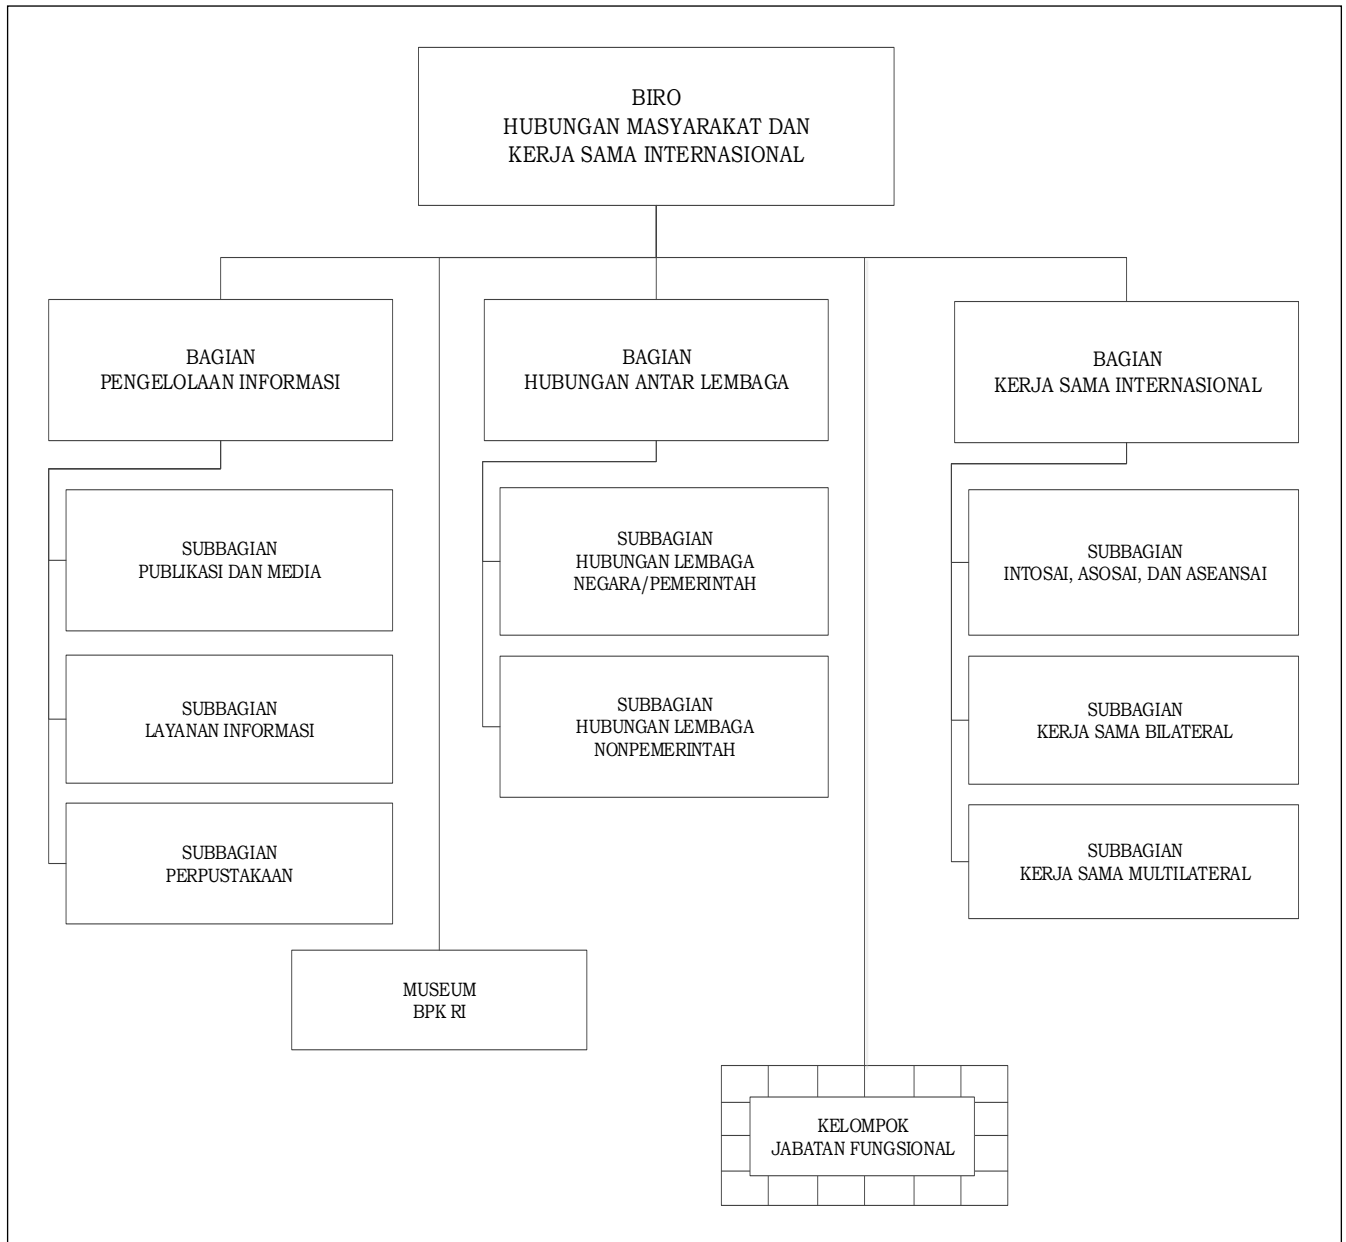 BIRO
HUBUNGAN MASYARAKAT DAN
KERJA SAMA INTERNASIONAL
BAGIAN
PENGELOLAAN INFORMASI
BAGIAN
HUBUNGAN ANTAR LEMBAGA
BAGIAN
KERJA SAMA INTERNASIONAL
SUBBAGIAN
PUBLIKASI DAN MEDIA
SUBBAGIAN
HUBUNGAN LEMBAGA
NEGARA/PEMERINTAH
SUBBAGIAN
INTOSAI, ASOSAI, DAN ASEANSAI
SUBBAGIAN
LAYANAN INFORMASI
SUBBAGIAN
HUBUNGAN LEMBAGA
NONPEMERINTAH
SUBBAGIAN
KERJA SAMA BILATERAL
SUBBAGIAN
PERPUSTAKAAN
SUBBAGIAN
KERJA SAMA MULTILATERAL
MUSEUM
BPK RI
KELOMPOK
JABATAN FUNGSIONAL